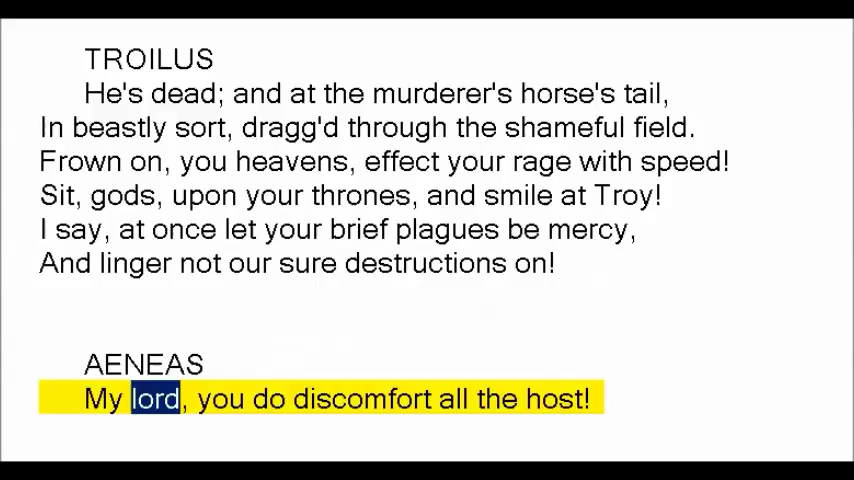 TROILUS
He's dead; and at the murderer's horse's tail,
In beastly sort, dragg'd through the shameful field.
Frown on, you heavens, effect your rage with speed!
Sit, gods, upon your thrones, and smile at Troy!
I say, at once let your brief plagues be mercy,
And linger not our sure destructions on!
AENEAS
My lord, you do discomfort all the host!